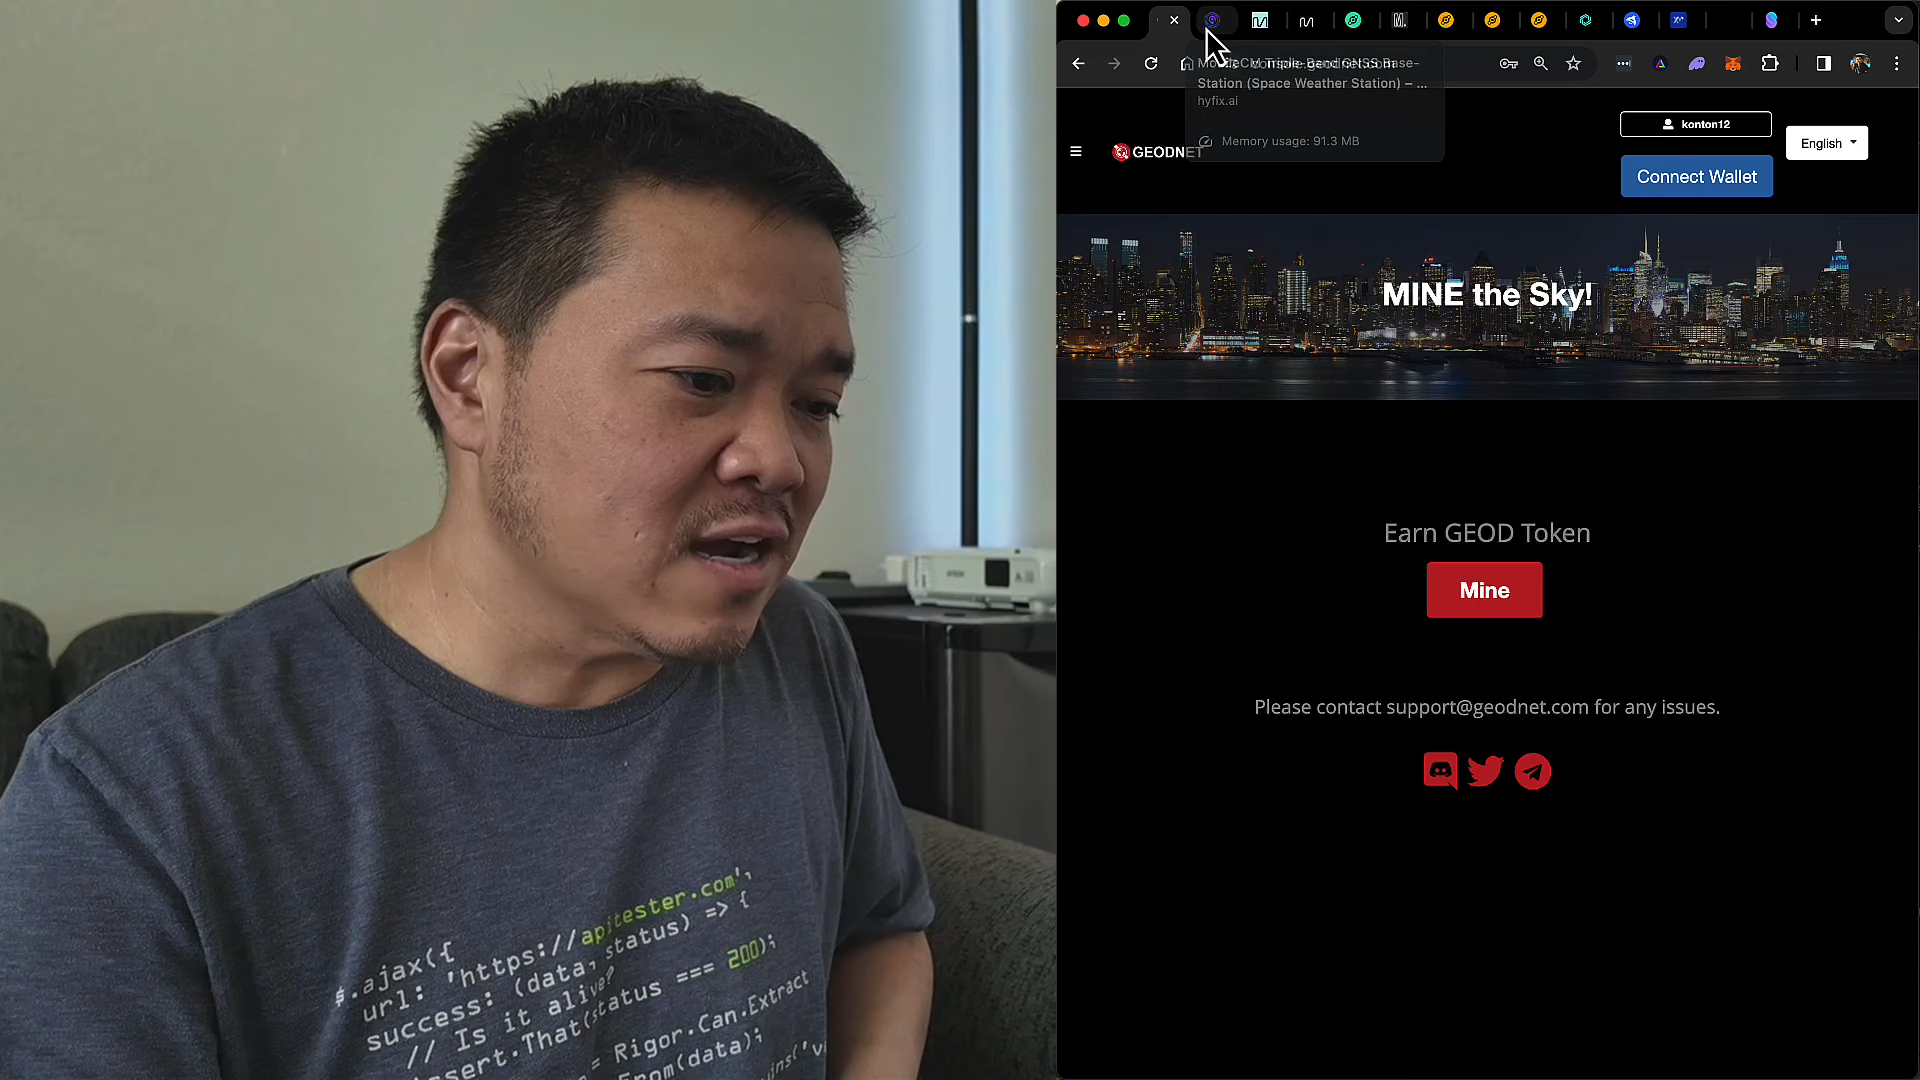 Station (Space Weather Station) – ...
hyfix.ai
Memory usage: 91.3 MB
GEODNET
konton12
English
Connect Wallet
MINE the Sky!
Earn GEOD Token
Mine
Please contact support@geodnet.com for any issues.
EPSON
$.ajax({
url: 'https://apitester.com',
success: (data, status) => {
// Is it alive?
status === 200);
Rigor.Can.Extract
(data);